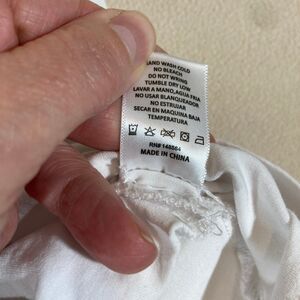 HAND WASH COLD
NO BLEACH
DO NOT WRING
TUMBLE DRY LOW
LAVAR A MANO, AGUA FRIA
NO USAR BLANQUEADOR
NO ESTRUJAR
SECAR EN MAQUINA BAJA
TEMPERATURA
RN# 148864
MADE IN CHINA